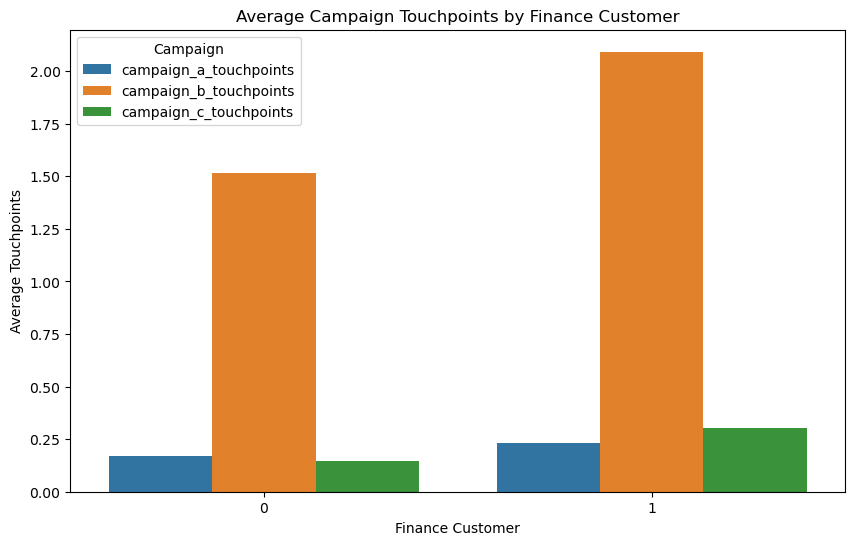 Average Campaign Touchpoints by Finance Customer
Campaign
campaign_a_touchpoints
campaign_b_touchpoints
campaign_c_touchpoints
Average Touchpoints
2.00
1.75
1.50
1.25
1.00
0.75
0.50
0.25
0.00
0 1
Finance Customer